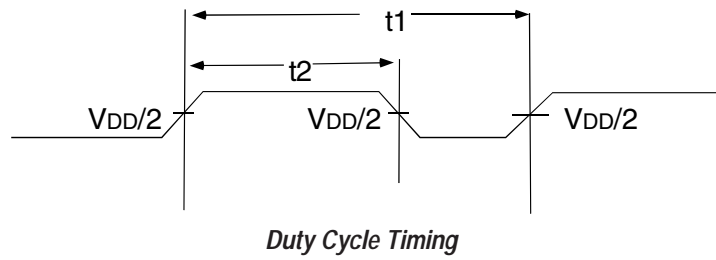 t1
t2
VDD/2
VDD/2
VDD/2
Duty Cycle Timing